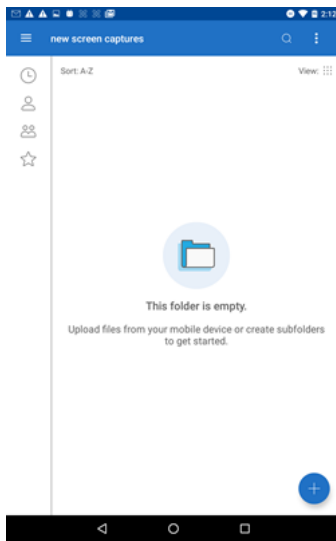 2:12
new screen captures
Sort: A-Z
View:
This folder is empty.
Upload files from your mobile device or create subfolders
to get started.